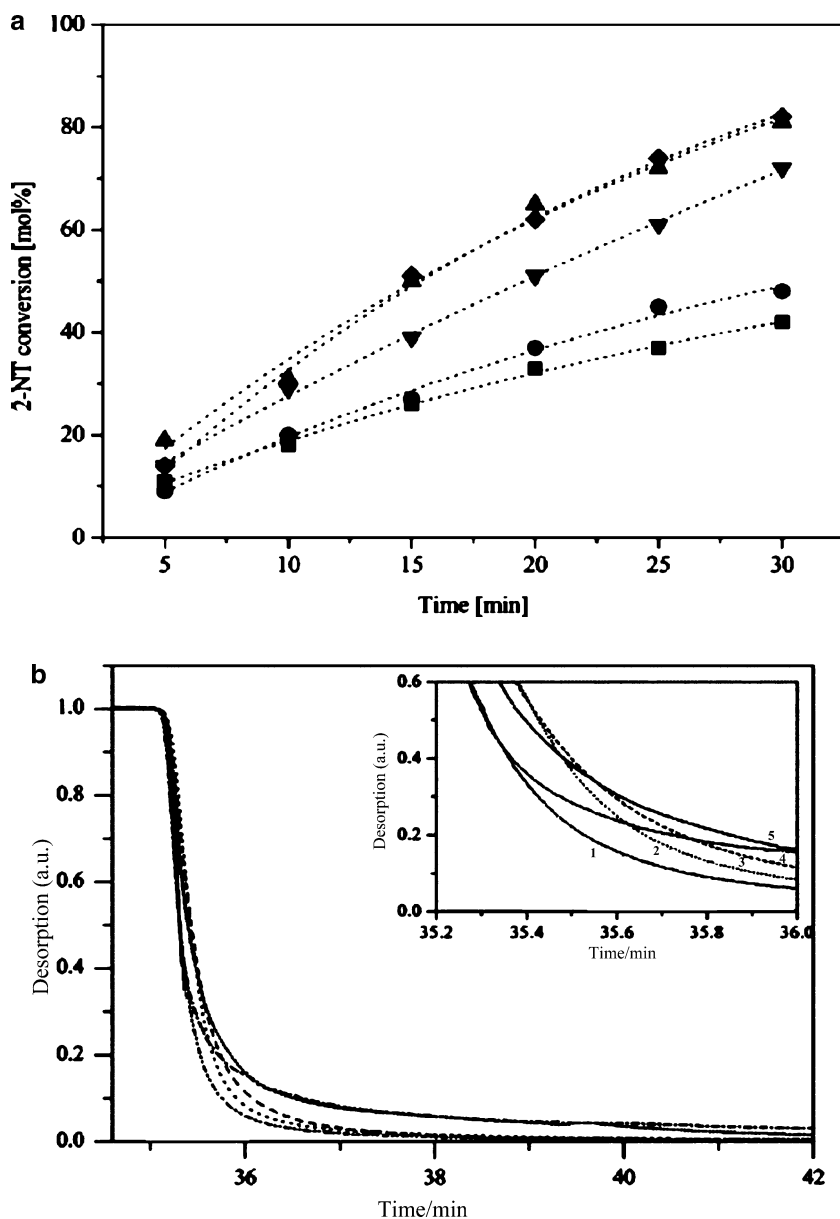 a
100
80
60
40
20
0
2-NT conversion [mol%]
5 10 15 20 25 30
Time [min]
b
1.0
0.8
0.6
0.4
0.2
0.0
Desorption (a.u.)
36 38 40 42
Time/min
0.6
0.4
0.2
0.0
Desorption (a.u.)
1 2 3 4 5
35.2 35.4 35.6 35.8 36.0
Time/min